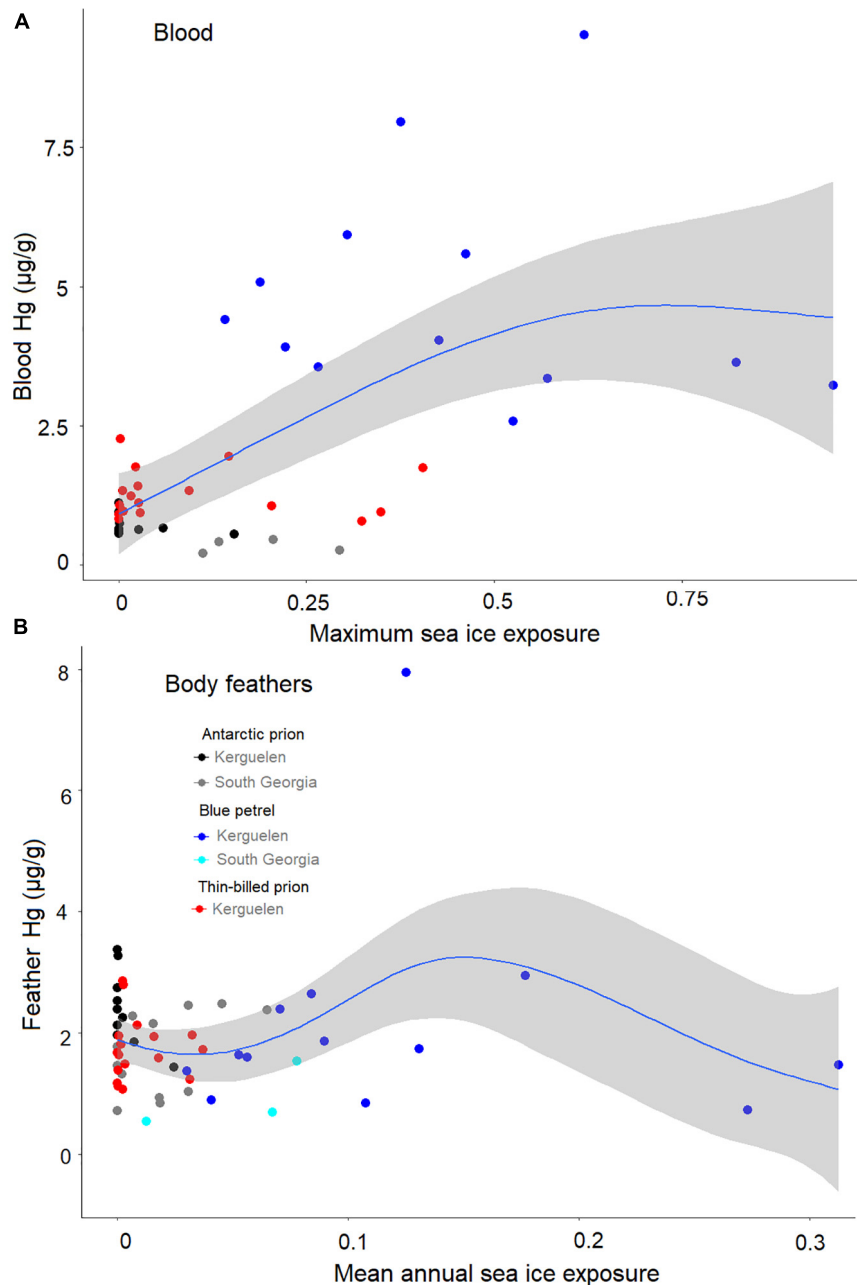 A
Blood
7.5
5
2.5
0
Blood Hg (µg/g)
0 0.25 0.5 0.75
Maximum sea ice exposure
B
Body feathers
Antarctic prion
Kerguelen
South Georgia
Blue petrel
Kerguelen
South Georgia
Thin-billed prion
Kerguelen
8
6
4
2
0
Feather Hg (µg/g)
0 0.1 0.2 0.3
Mean annual sea ice exposure